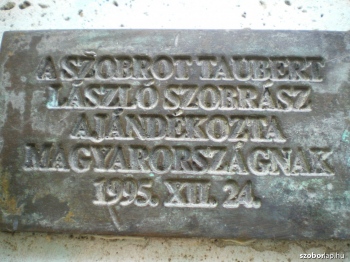 A SZOBROT TAUBERT
LÁSZLÓ SZOBRÁSZ
AJÁNDÉKOZTA
MAGYARORSZÁGNAK
1995. XII. 24.
szoborlap.hu